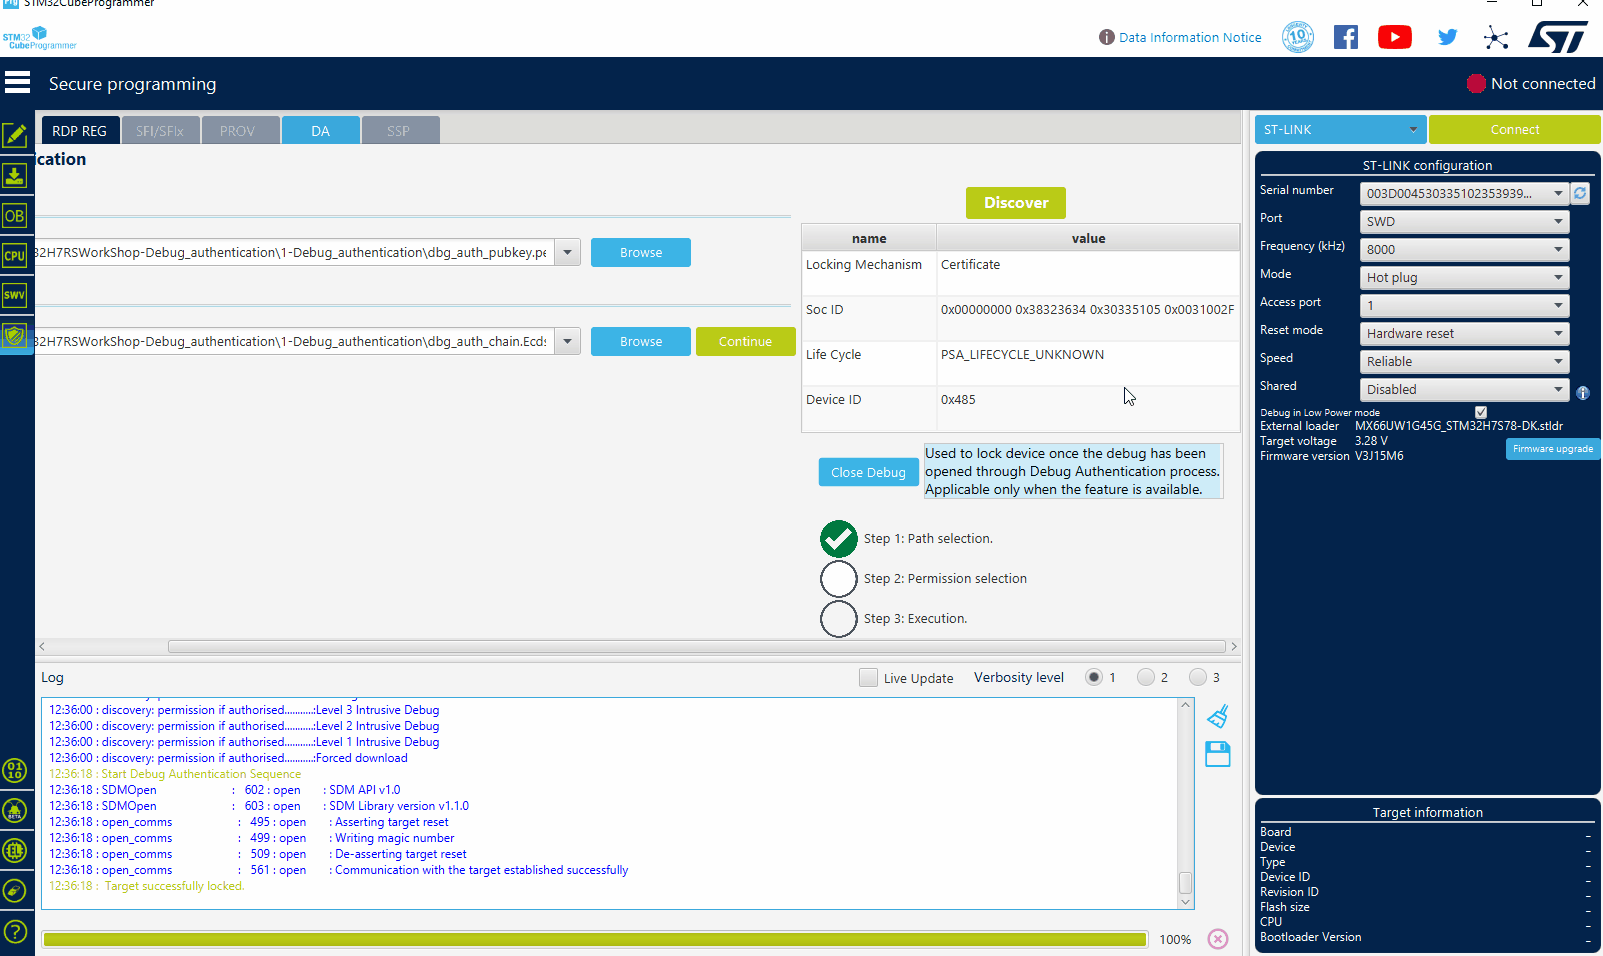 STM32CubeProgrammer
STM32
CubeProgrammer
Data Information Notice
10 YEARS
ST
Secure programming
Not connected
RDP REG
SFI/SFIx
PROV
DA
SSP
ication
Discover
32H7RSWorkShop-Debug_authentication\1-Debug_authentication\dbg_auth_pubkey.pe
Browse
32H7RSWorkShop-Debug_authentication\1-Debug_authentication\dbg_auth_chain.Ecds
Browse
Continue
name value
Locking Mechanism Certificate
Soc ID 0x00000000 0x38323634 0x30335105 0x0031002F
Life Cycle PSA_LIFECYCLE_UNKNOWN
Device ID 0x485
Close Debug
Used to lock device once the debug has been
opened through Debug Authentication process.
Applicable only when the feature is available.
Step 1: Path selection.
Step 2: Permission selection
Step 3: Execution.
OB
CPU
SWV
01
10
BETA
?
Log
Live Update
Verbosity level 1 2 3
12:36:00 : discovery: permission if authorised...........:Level 3 Intrusive Debug
12:36:00 : discovery: permission if authorised...........:Level 2 Intrusive Debug
12:36:00 : discovery: permission if authorised...........:Level 1 Intrusive Debug
12:36:00 : discovery: permission if authorised...........:Forced download
12:36:18 : Start Debug Authentication Sequence
12:36:18 : SDMOpen : 602 : open : SDM API v1.0
12:36:18 : SDMOpen : 603 : open : SDM Library version v1.1.0
12:36:18 : open_comms : 495 : open : Asserting target reset
12:36:18 : open_comms : 499 : open : Writing magic number
12:36:18 : open_comms : 509 : open : De-asserting target reset
12:36:18 : open_comms : 561 : open : Communication with the target established successfully
12:36:18 : Target successfully locked.
100%
ST-LINK
Connect
ST-LINK configuration
Serial number 003D004530335102353939...
Port SWD
Frequency (kHz) 8000
Mode Hot plug
Access port 1
Reset mode Hardware reset
Speed Reliable
Shared Disabled
Debug in Low Power mode
External loader MX66UW1G45G_STM32H7S78-DK.stldr
Target voltage 3.28 V
Firmware version V3J15M6
Firmware upgrade
Target information
Board _
Device _
Type _
Device ID _
Revision ID _
Flash size _
CPU _
Bootloader Version _